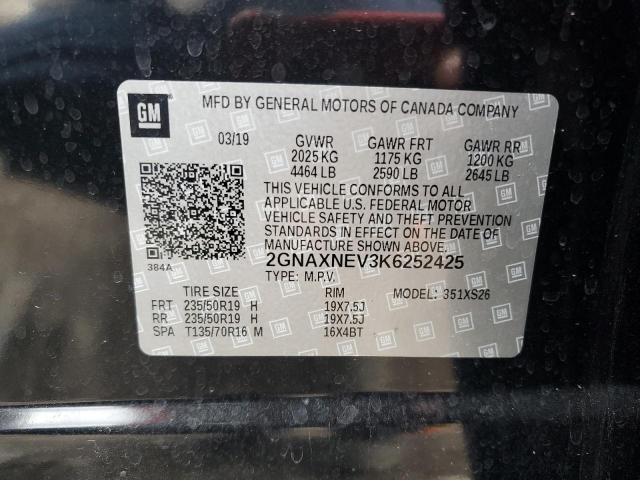 GM MFD BY GENERAL MOTORS OF CANADA COMPANY
03/19 GVWR GAWR FRT GAWR RR
2025 KG 1175 KG 1200 KG
4464 LB 2590 LB 2645 LB
THIS VEHICLE CONFORMS TO ALL
APPLICABLE U.S. FEDERAL MOTOR
VEHICLE SAFETY AND THEFT PREVENTION
STANDARDS IN EFFECT ON THE DATE OF
MANUFACTURE SHOWN ABOVE.
384A 2GNAXNEV3K6252425
TYPE: M.P.V.
TIRE SIZE RIM MODEL: 351XS26
FRT 235/50R19 H 19X7.5J
RR 235/50R19 H 19X7.5J
SPA T135/70R16 M 16X4BT